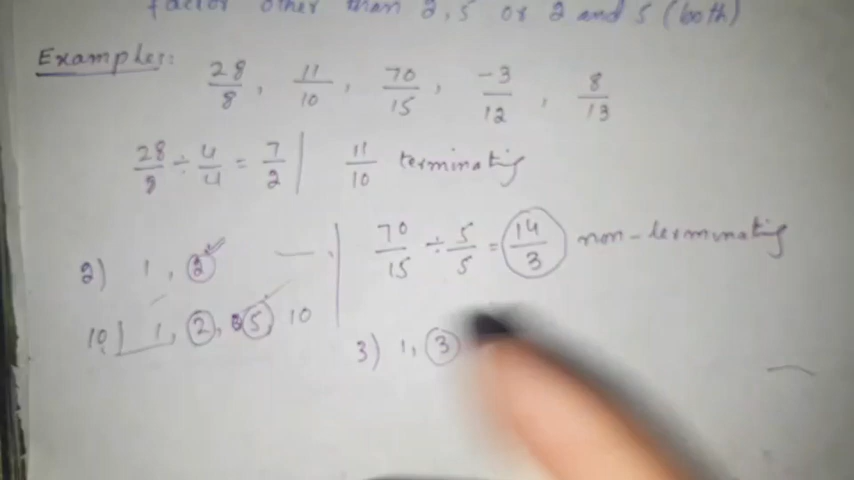 factor other than 2, 5 or 2 and 5 (both)
Examples:
28/8, 11/10, 70/15, -3/12, 8/13
28/8 ÷ 4/4 = 7/2 | 11/10 terminating
70/15 ÷ 5/5 = 14/3 non-terminating
2) 1, 2
10) 1, 2, 5, 10
3) 1, 3